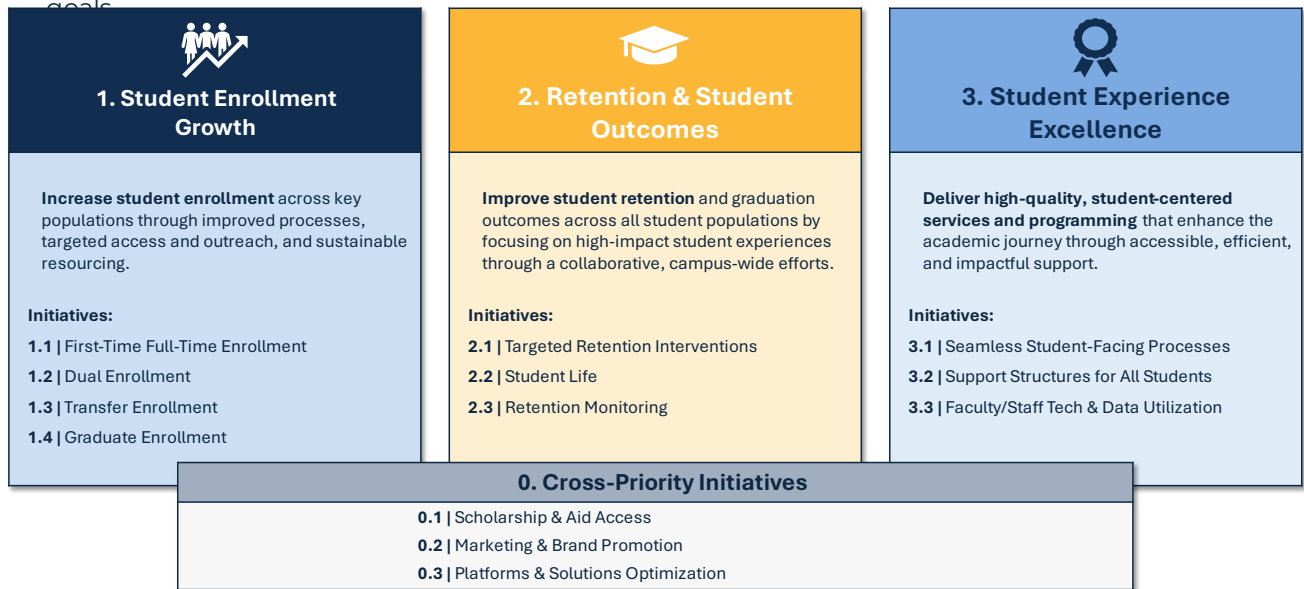 goals
1. Student Enrollment
Growth
Increase student enrollment across key
populations through improved processes,
targeted access and outreach, and sustainable
resourcing.
Initiatives:
1.1 | First-Time Full-Time Enrollment
1.2 | Dual Enrollment
1.3 | Transfer Enrollment
1.4 | Graduate Enrollment
2. Retention & Student
Outcomes
Improve student retention and graduation
outcomes across all student populations by
focusing on high-impact student experiences
through a collaborative, campus-wide efforts.
Initiatives:
2.1 | Targeted Retention Interventions
2.2 | Student Life
2.3 | Retention Monitoring
3. Student Experience
Excellence
Deliver high-quality, student-centered
services and programming that enhance the
academic journey through accessible, efficient,
and impactful support.
Initiatives:
3.1 | Seamless Student-Facing Processes
3.2 | Support Structures for All Students
3.3 | Faculty/Staff Tech & Data Utilization
0. Cross-Priority Initiatives
0.1 | Scholarship & Aid Access
0.2 | Marketing & Brand Promotion
0.3 | Platforms & Solutions Optimization